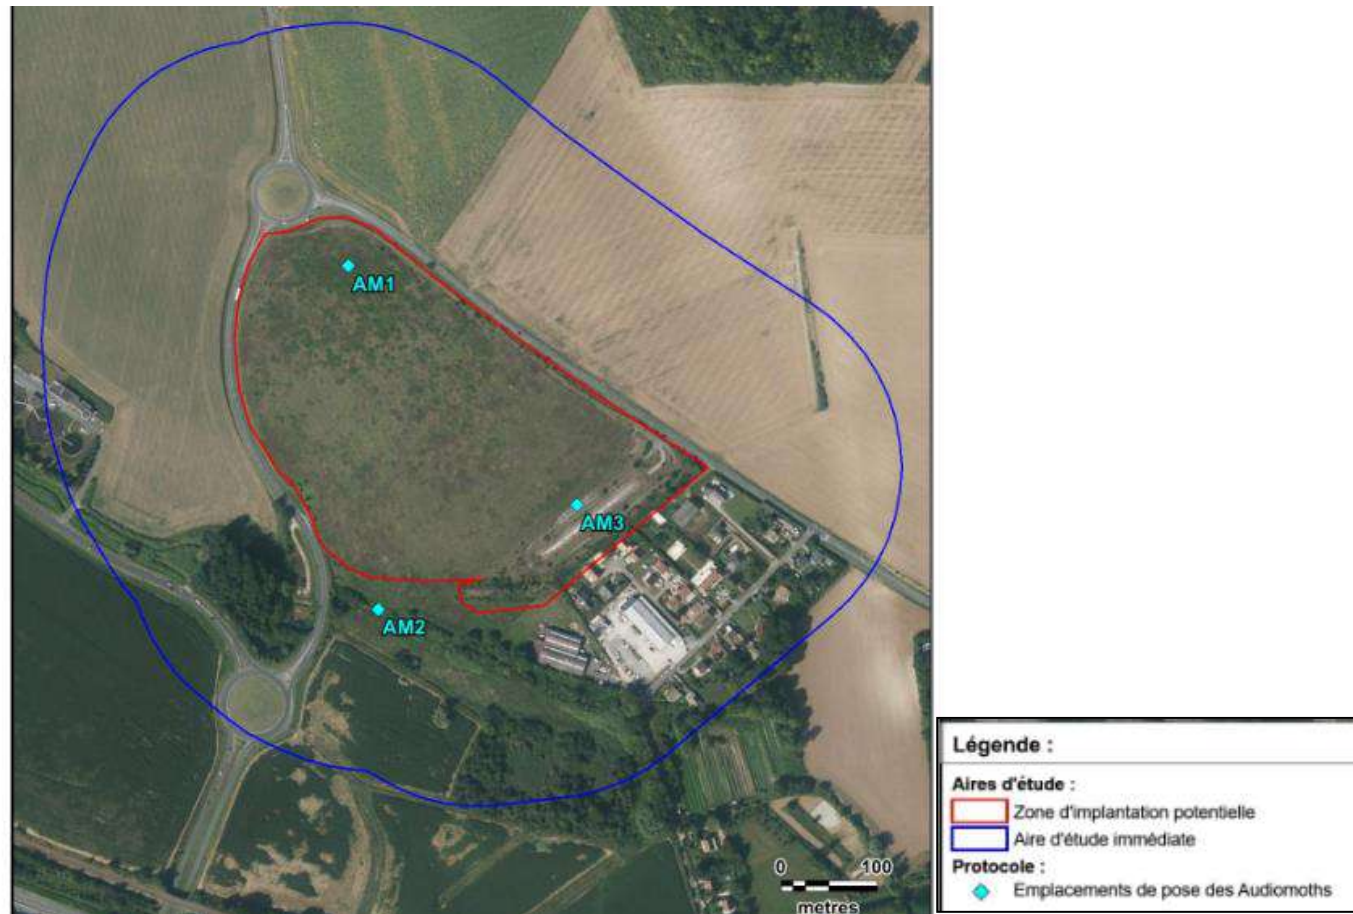 AM1
AM3
AM2
0 100
metres
Légende :
Aires d'étude :
Zone d'implantation potentielle
Aire d'étude immédiate
Protocole :
Emplacements de pose des Audiomoths